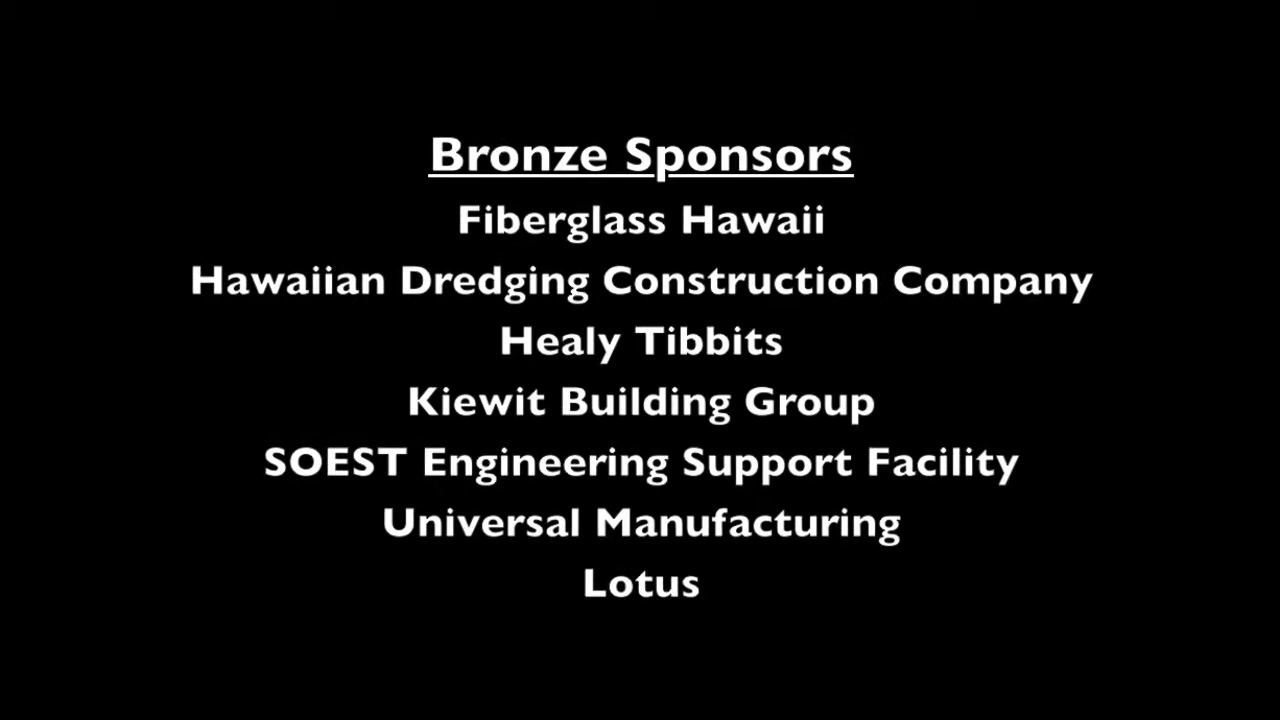 Bronze Sponsors
Fiberglass Hawaii
Hawaiian Dredging Construction Company
Healy Tibbits
Kiewit Building Group
SOEST Engineering Support Facility
Universal Manufacturing
Lotus